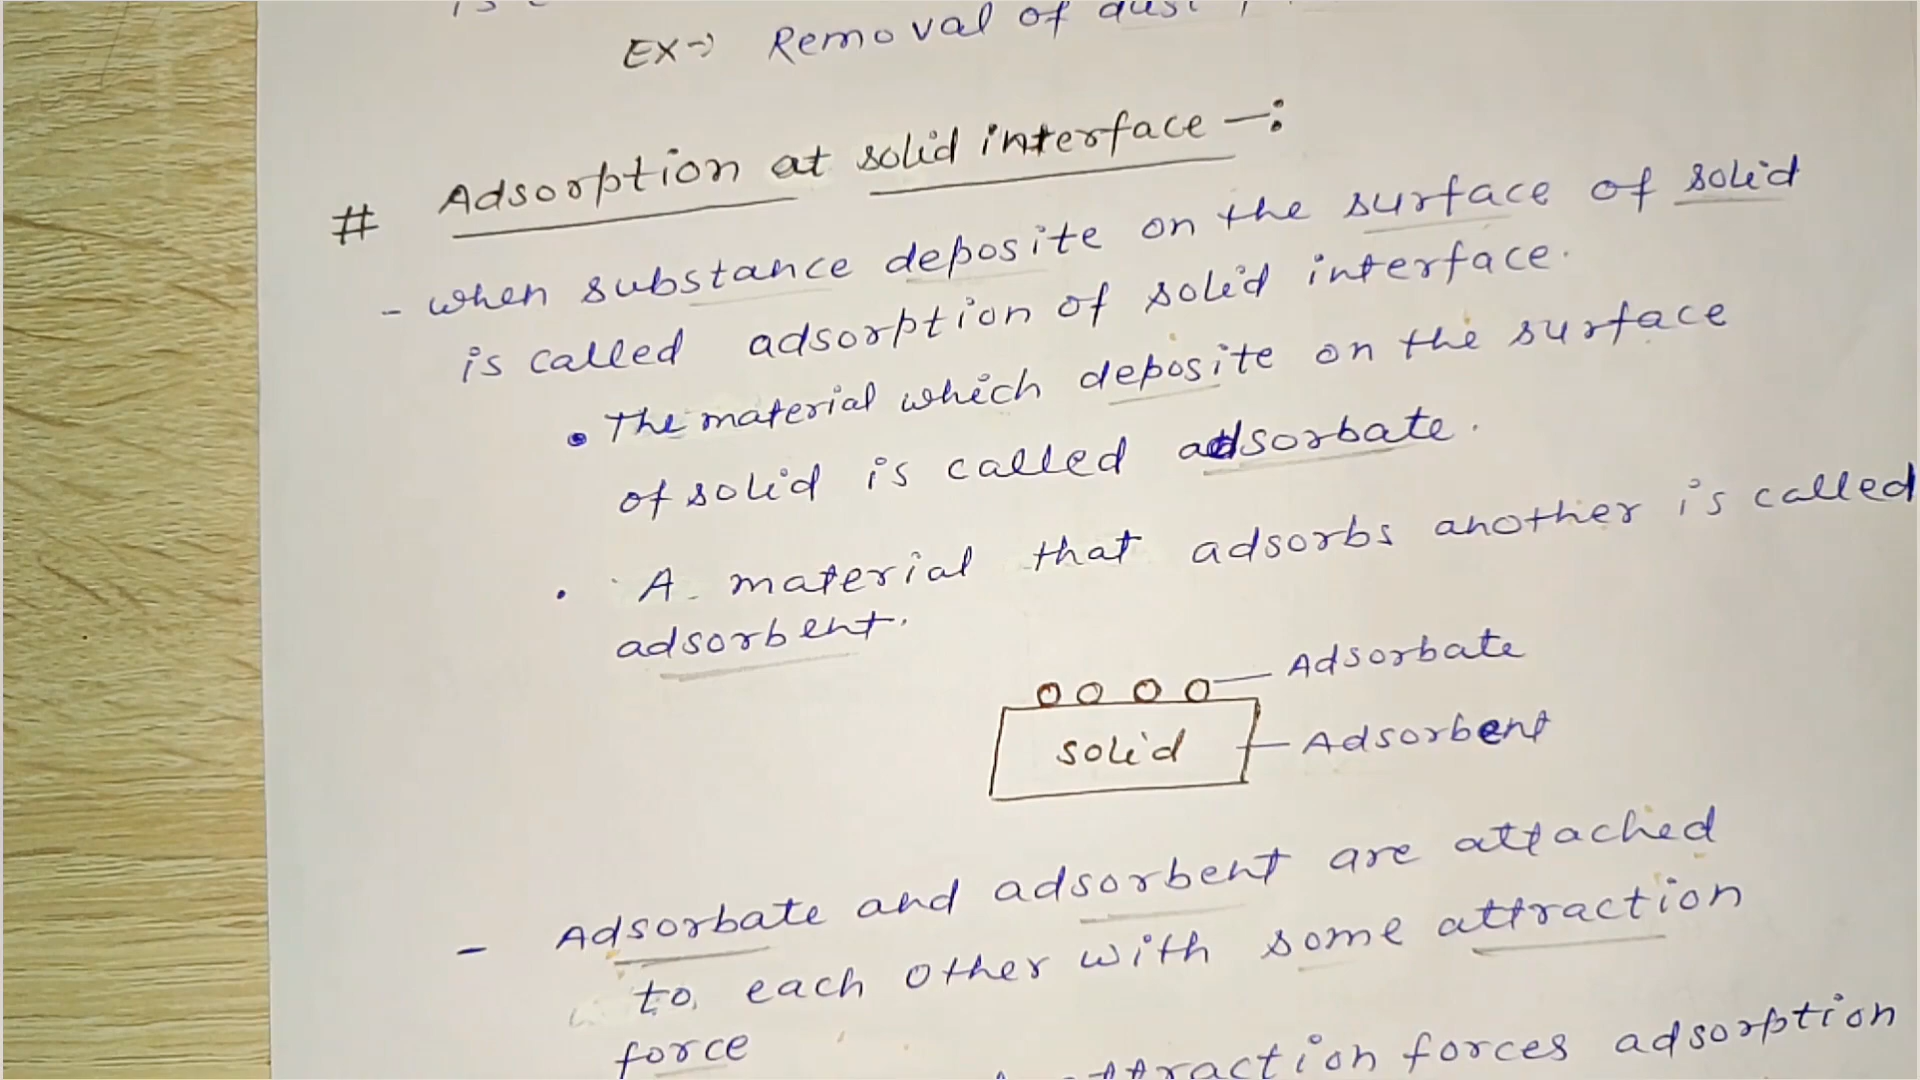 EX→ Removal of dust
# Adsorption at solid interface -:
- when substance deposite on the surface of solid
is called adsorption of solid interface.
• The material which deposite on the surface
of solid is called adsorbate.
• A material that adsorbs another is called
adsorbent.
Adsorbate
solid
Adsorbent
- Adsorbate and adsorbent are attached
to each other with some attraction
force
attraction forces adsorption